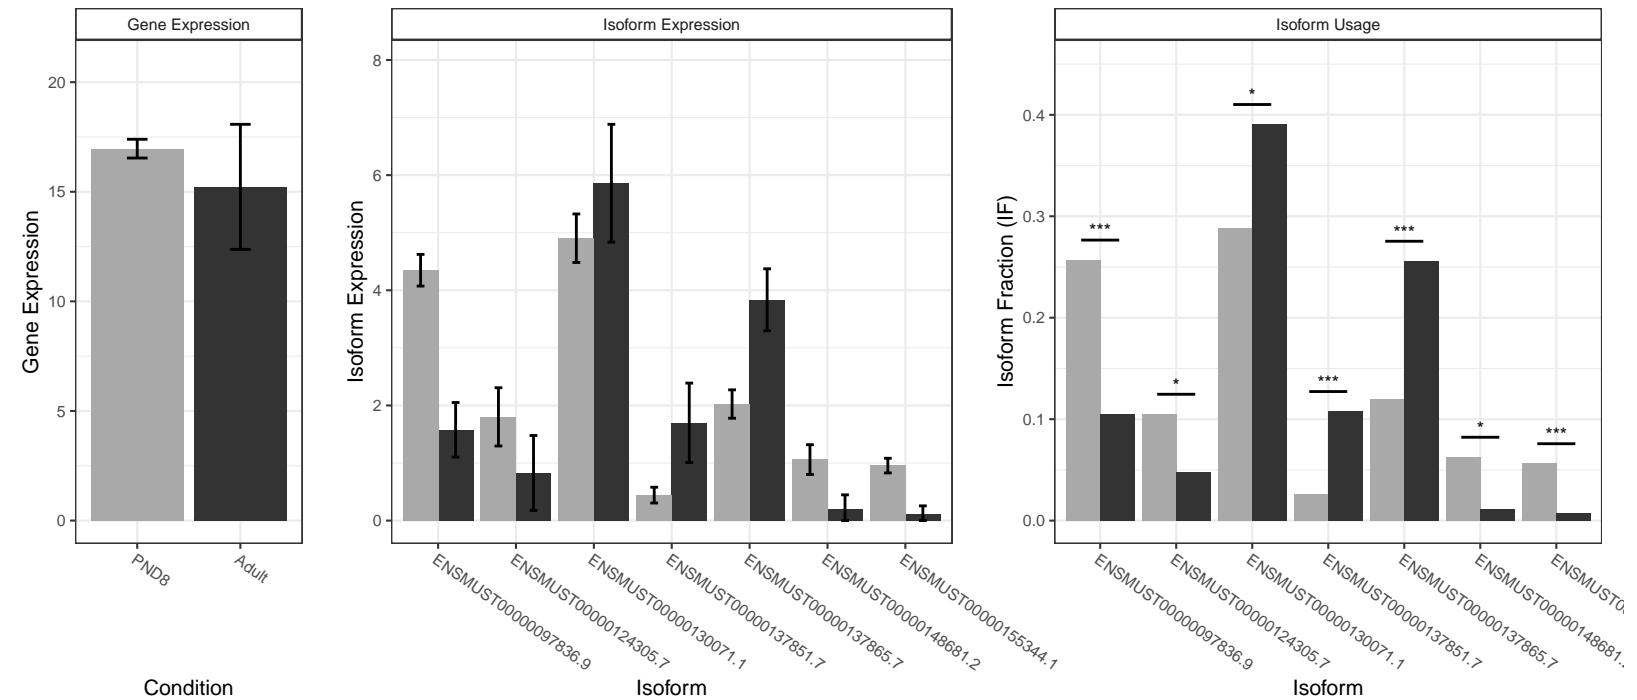 Gene Expression
Isoform Expression
Isoform Usage
Gene Expression
20
15
10
5
0
PND8
Adult
Condition
Isoform Expression
8
6
4
2
0
ENSMUST00000097836.9
ENSMUST00000124305.7
ENSMUST00000130071.1
ENSMUST00000137851.7
ENSMUST00000137865.7
ENSMUST00000148681.2
ENSMUST00000155344.1
Isoform
Isoform Fraction (IF)
0.4
0.3
0.2
0.1
0.0
***
*
*
***
***
*
***
ENSMUST00000097836.9
ENSMUST00000124305.7
ENSMUST00000130071.1
ENSMUST00000137851.7
ENSMUST00000137865.7
ENSMUST00000148681.
ENSMUST0
Isoform